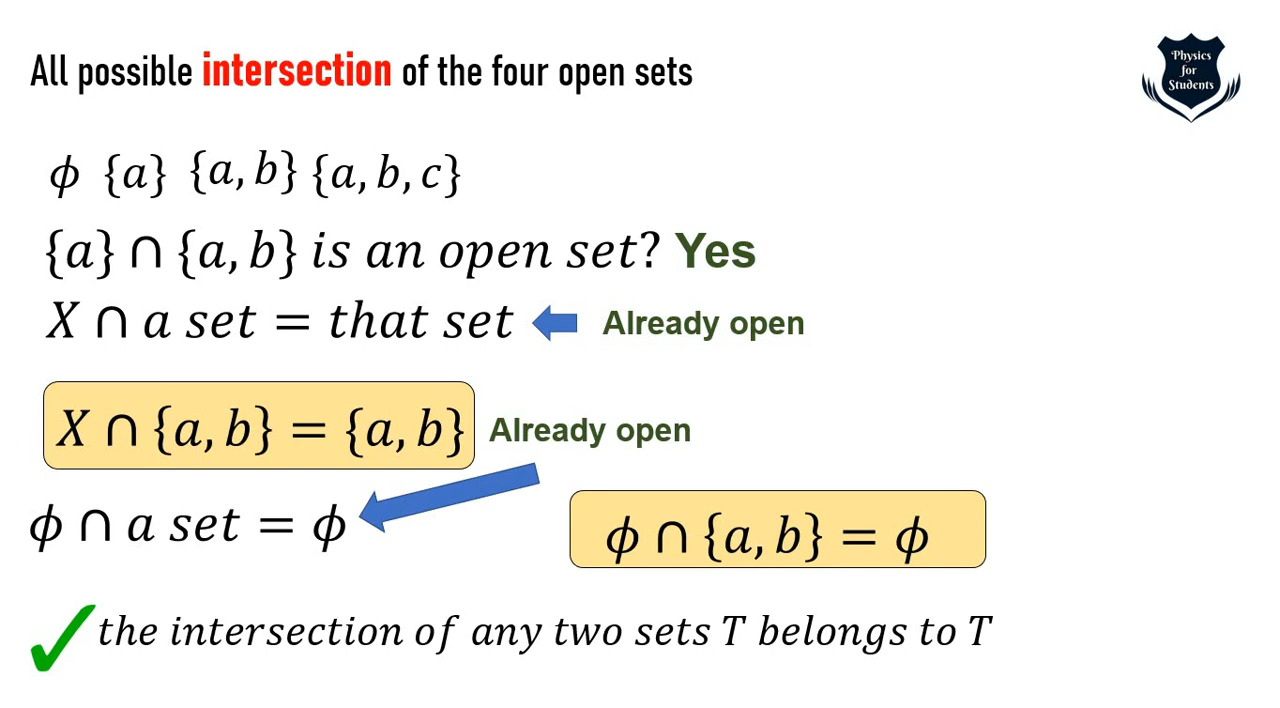 All possible intersection of the four open sets
Physics
for
Students
ϕ {a} {a, b} {a, b, c}
{a} ∩ {a, b} is an open set? Yes
X ∩ a set = that set Already open
X ∩ {a, b} = {a, b} Already open
ϕ ∩ a set = ϕ
ϕ ∩ {a, b} = ϕ
the intersection of any two sets T belongs to T